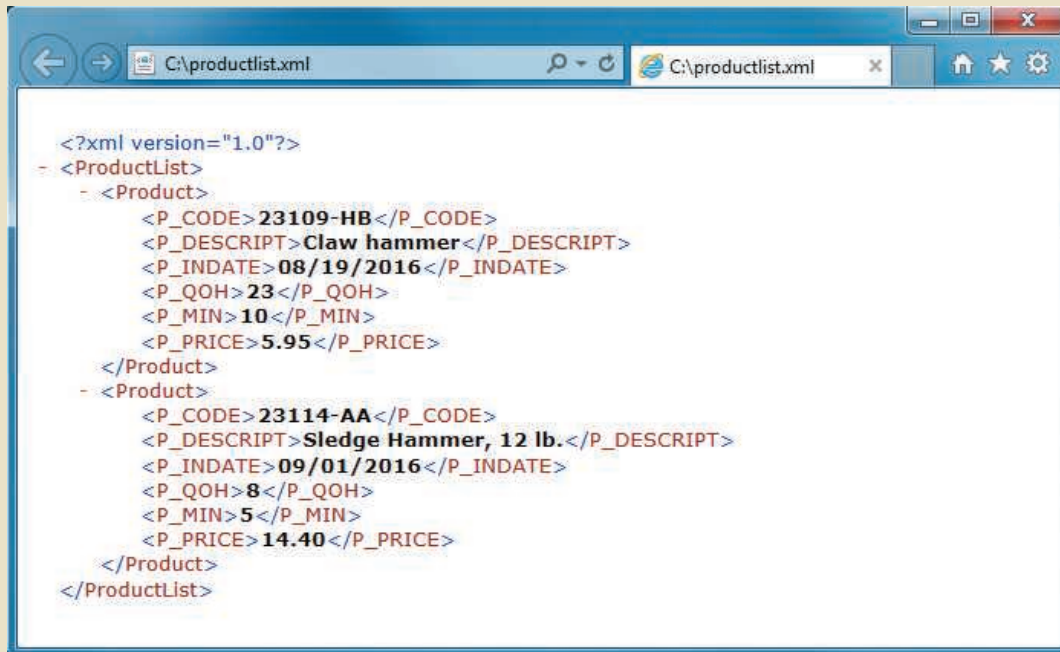 C:\productlist.xml
C:\productlist.xml
<?xml version="1.0"?>
- <ProductList>
- <Product>
<P_CODE>23109-HB</P_CODE>
<P_DESCRIPT>Claw hammer</P_DESCRIPT>
<P_INDATE>08/19/2016</P_INDATE>
<P_QOH>23</P_QOH>
<P_MIN>10</P_MIN>
<P_PRICE>5.95</P_PRICE>
</Product>
- <Product>
<P_CODE>23114-AA</P_CODE>
<P_DESCRIPT>Sledge Hammer, 12 lb.</P_DESCRIPT>
<P_INDATE>09/01/2016</P_INDATE>
<P_QOH>8</P_QOH>
<P_MIN>5</P_MIN>
<P_PRICE>14.40</P_PRICE>
</Product>
</ProductList>